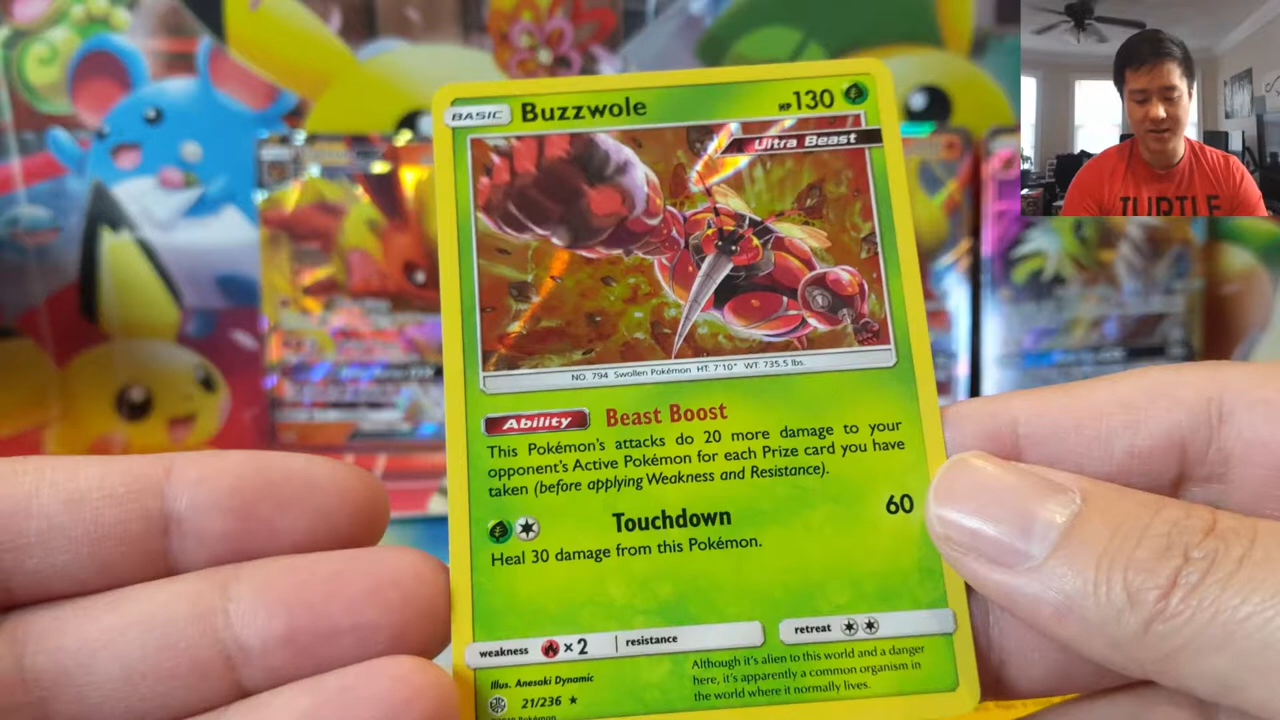 BASIC Buzzwole HP 130
Ultra Beast
NO. 794 Swollen Pokémon HT: 7'10" WT: 735.5 lbs.
Ability Beast Boost
This Pokémon's attacks do 20 more damage to your
opponent's Active Pokémon for each Prize card you have
taken (before applying Weakness and Resistance).
Touchdown 60
Heal 30 damage from this Pokémon.
weakness ×2 resistance
retreat
Illus. Anesaki Dynamic
21/236
Although it's alien to this world and a danger
here, it's apparently a common organism in
the world where it normally lives.
TURTLE